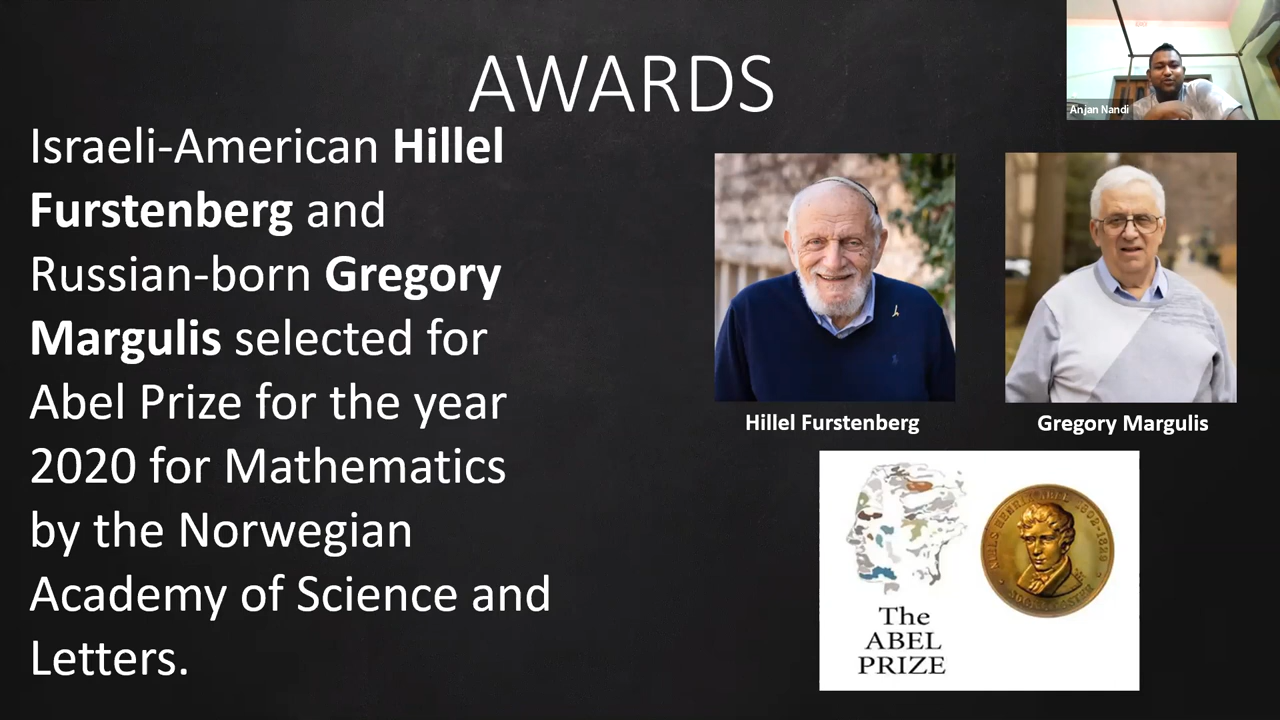 AWARDS
Anjan Nandi
Israeli-American Hillel
Furstenberg and
Russian-born Gregory
Margulis selected for
Abel Prize for the year
2020 for Mathematics
by the Norwegian
Academy of Science and
Letters.
Hillel Furstenberg
Gregory Margulis
The
ABEL
PRIZE